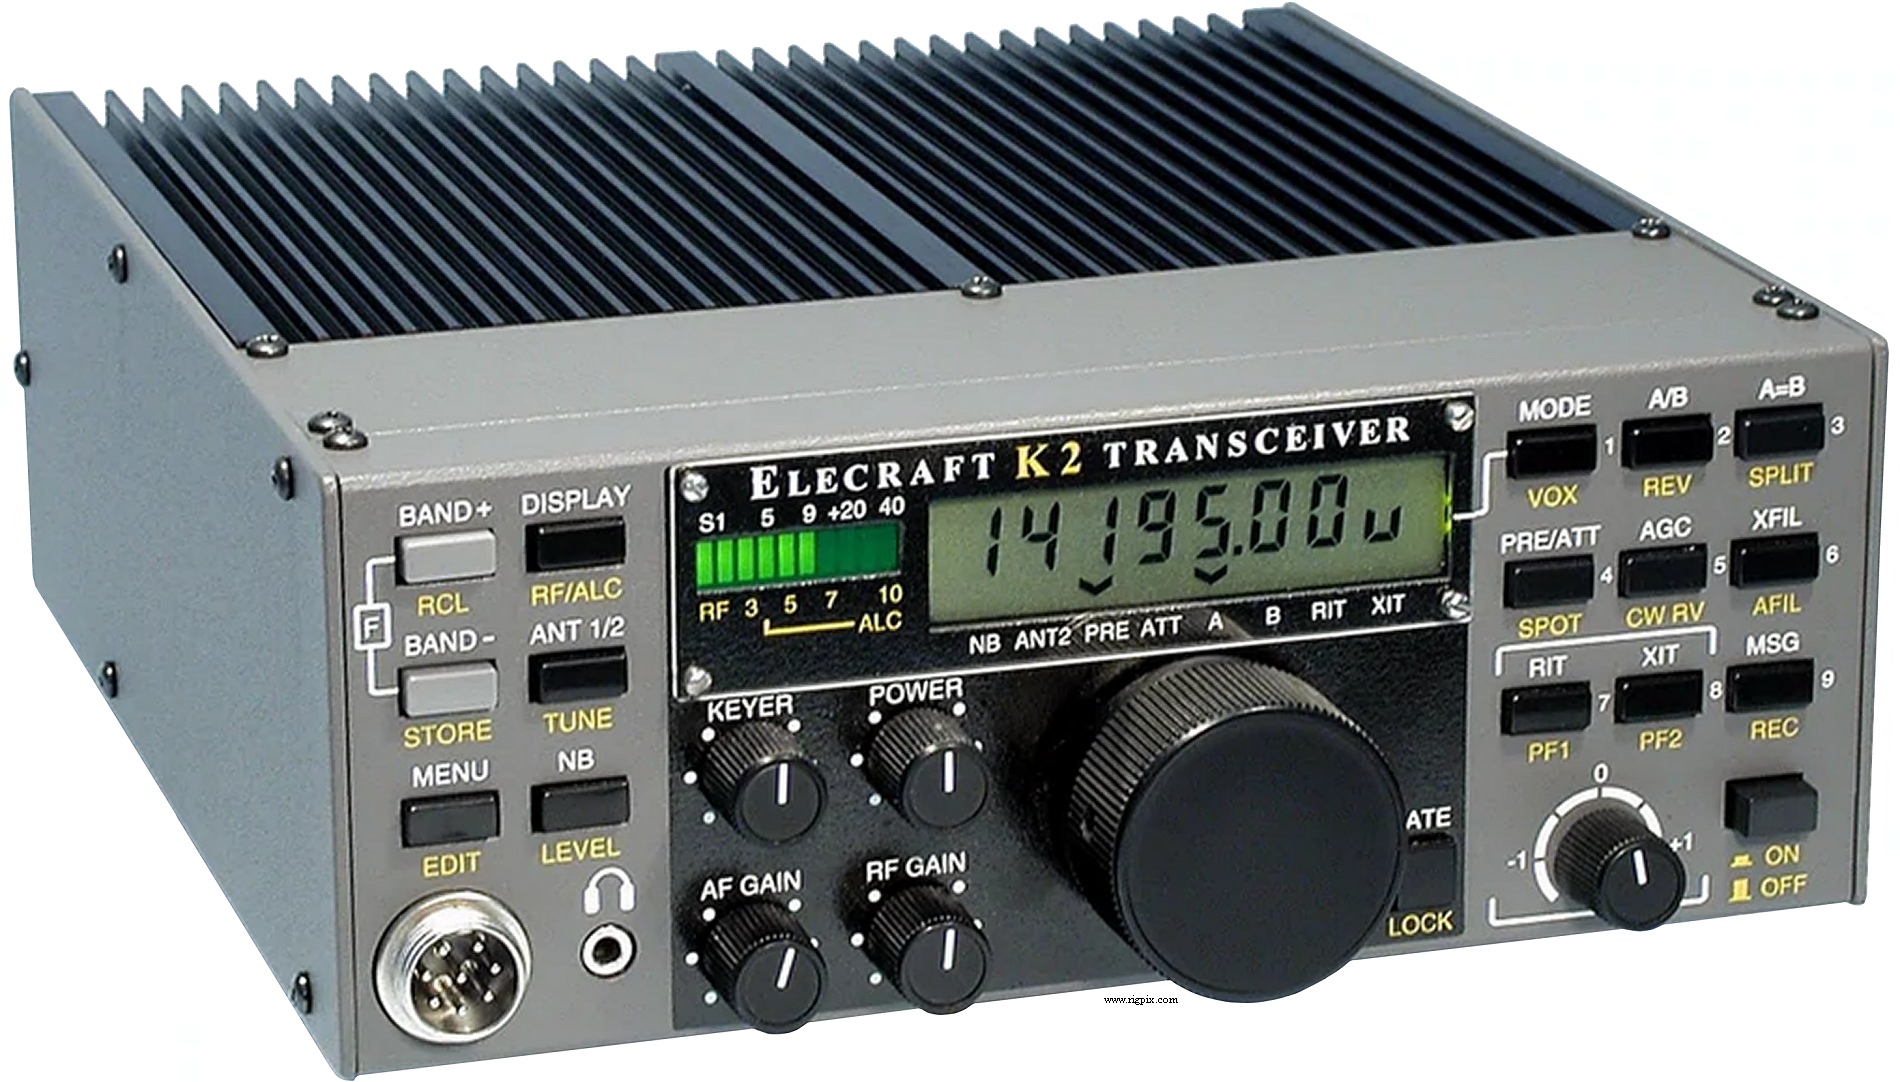 ELECRAFT K2 TRANSCEIVER
S1 5 9 +20 40
RF 3 5 7 10
ALC
14195.00u
NB ANT2 PRE ATT A B RIT XIT
BAND+
RCL
BAND-
STORE
F
MENU
EDIT
DISPLAY
RF/ALC
ANT 1/2
TUNE
NB
LEVEL
KEYER
POWER
AF GAIN
RF GAIN
ATE
LOCK
MODE
1
VOX
A/B
2
REV
A=B
3
SPLIT
PRE/ATT
4
SPOT
AGC
5
CW RV
XFIL
6
AFIL
RIT
7
PF1
XIT
8
PF2
MSG
9
REC
-1 0 +1
ON
OFF
www.rigpix.com